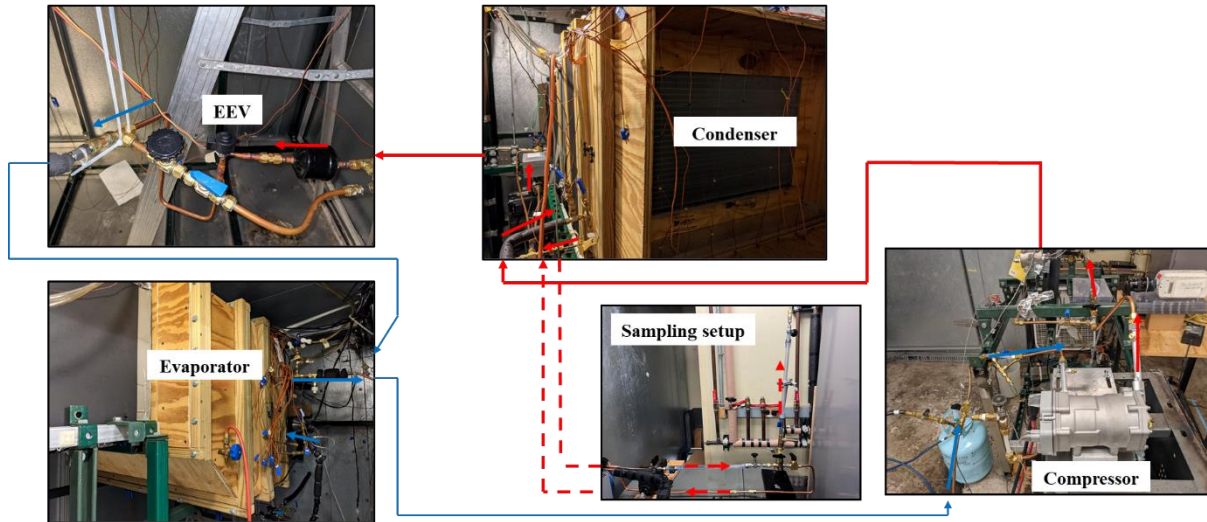 EEV
Condenser
Evaporator
Sampling setup
Compressor